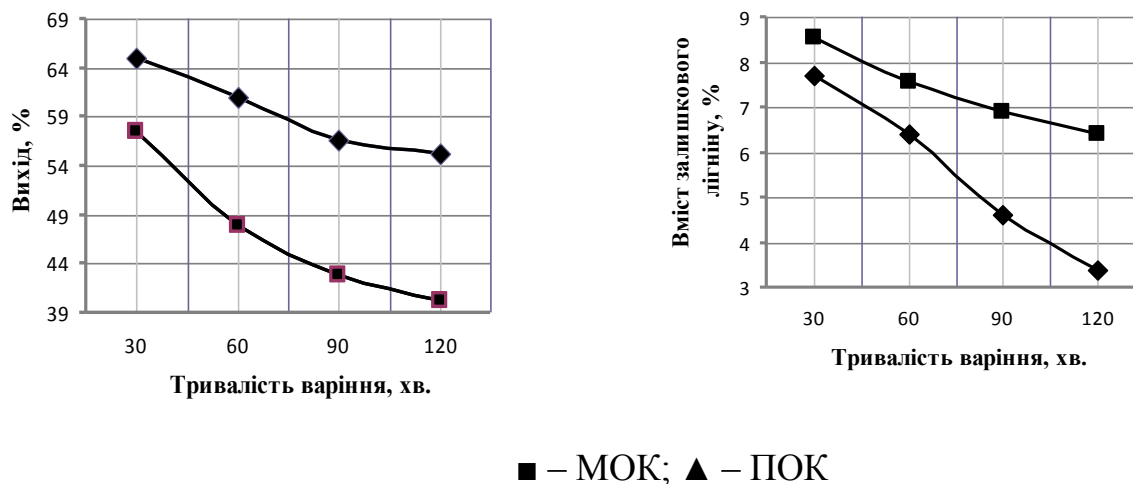 Вихід, %
69
64
59
54
49
44
39
30 60 90 120
Тривалість варіння, хв.
Вміст залишкового
лігніну, %
9
8
7
6
5
4
3
30 60 90 120
Тривалість варіння, хв.
■ – МОК; ▲ – ПОК